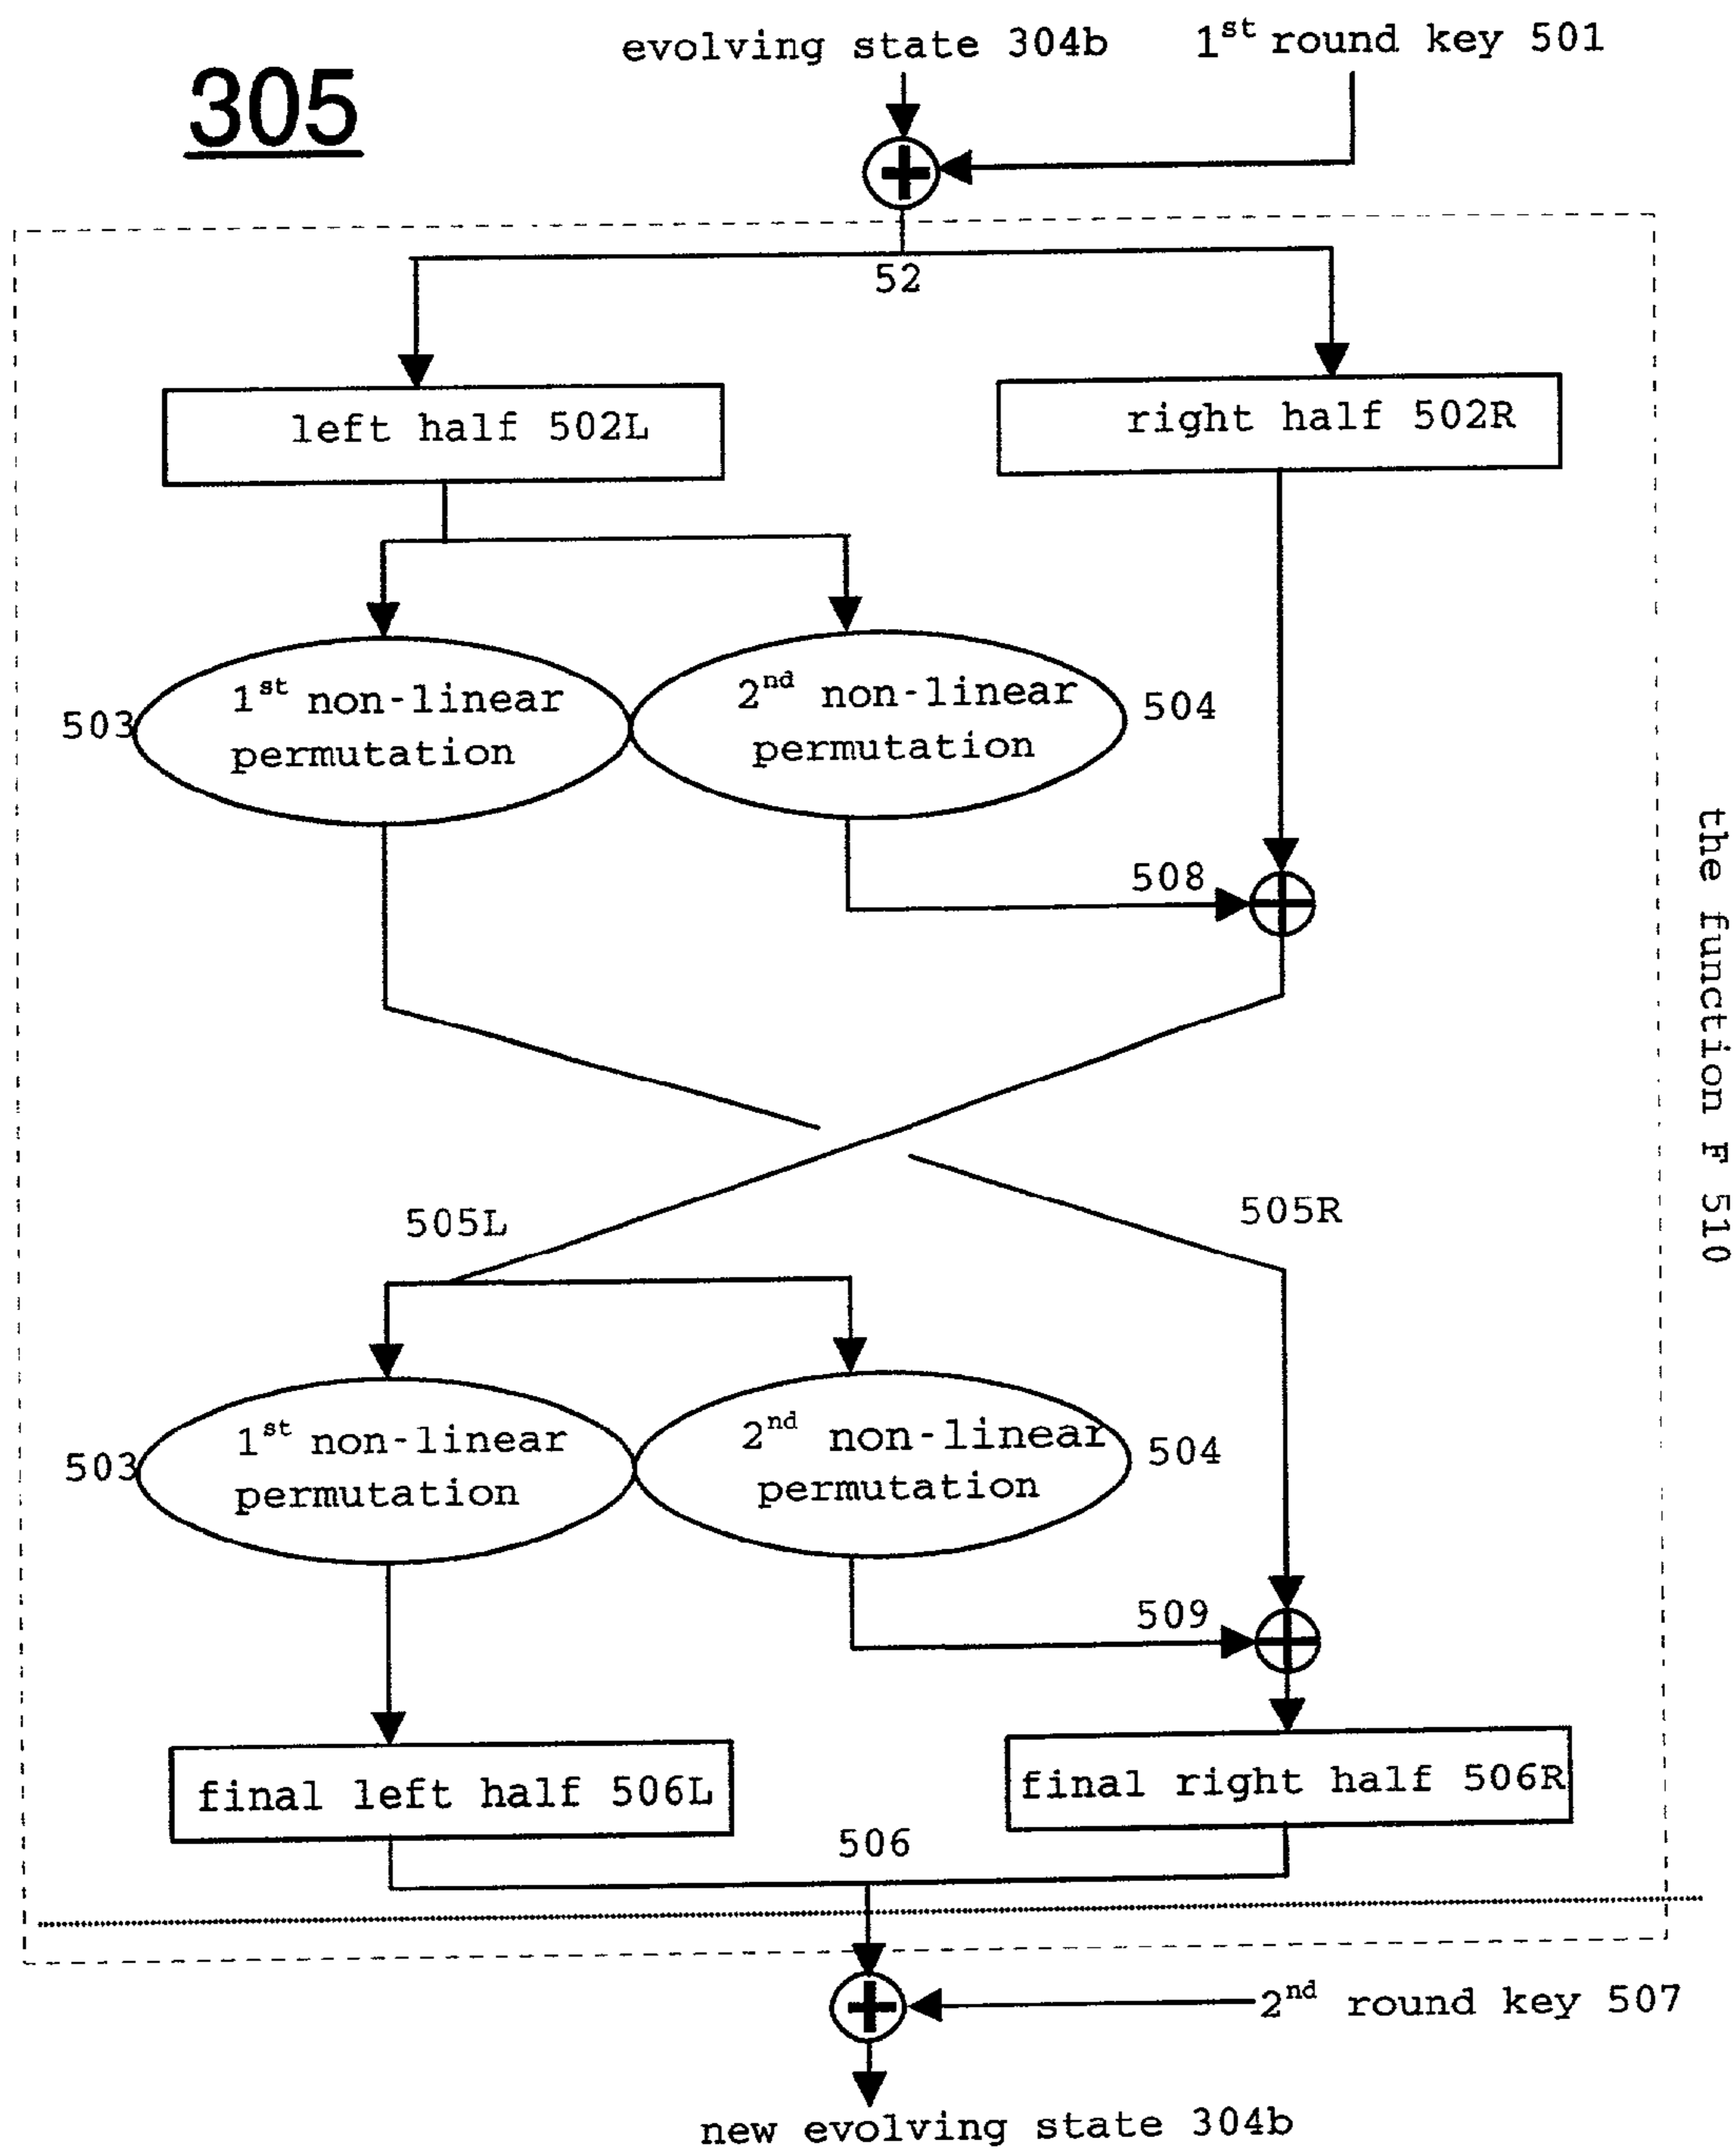 evolving state 304b
1st round key 501
305
52
left half 502L
right half 502R
503
1st non-linear
permutation
2nd non-linear
permutation
504
508
the function F 510
505L
505R
503
1st non-linear
permutation
2nd non-linear
permutation
504
509
final left half 506L
final right half 506R
506
2nd round key 507
new evolving state 304b